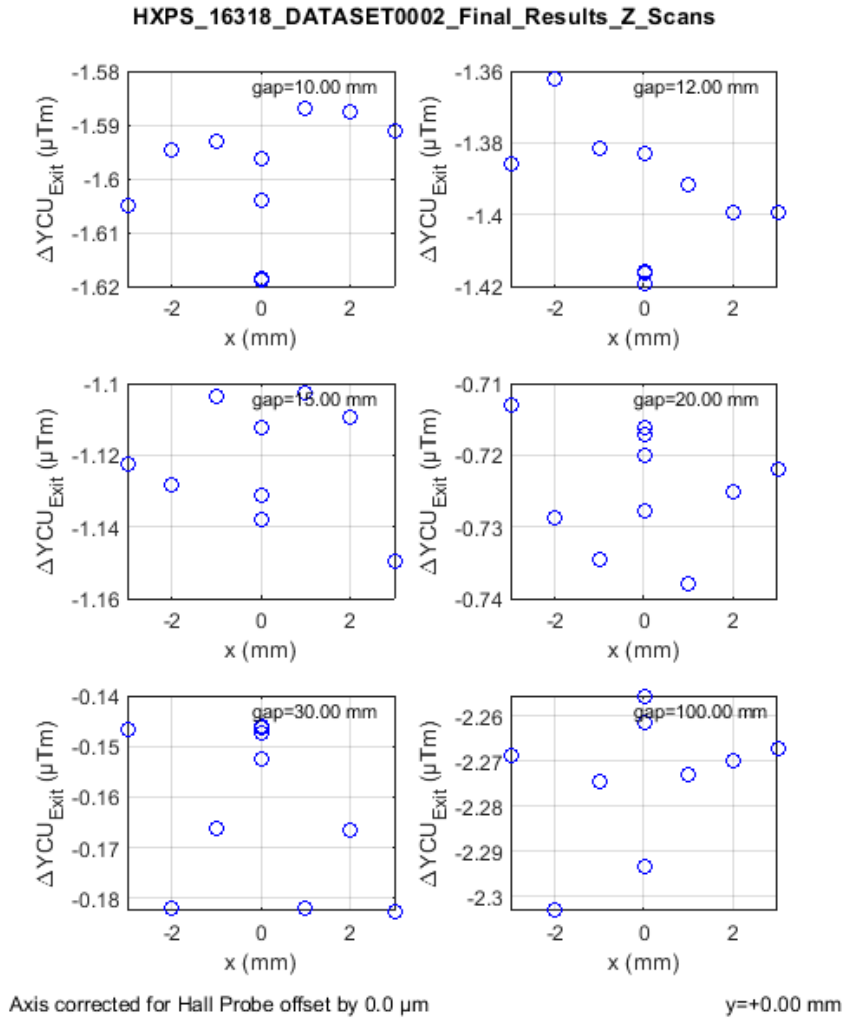 HXPS_16318_DATASET0002_Final_Results_Z_Scans
-1.58
-1.59
-1.6
-1.61
-1.62
ΔYCU_Exit (µTm)
gap=10.00 mm
-2 0 2
x (mm)
-1.36
-1.38
-1.4
-1.42
ΔYCU_Exit (µTm)
gap=12.00 mm
-2 0 2
x (mm)
-1.1
-1.12
-1.14
-1.16
ΔYCU_Exit (µTm)
gap=15.00 mm
-2 0 2
x (mm)
-0.71
-0.72
-0.73
-0.74
ΔYCU_Exit (µTm)
gap=20.00 mm
-2 0 2
x (mm)
-0.14
-0.15
-0.16
-0.17
-0.18
ΔYCU_Exit (µTm)
gap=30.00 mm
-2 0 2
x (mm)
-2.26
-2.27
-2.28
-2.29
-2.3
ΔYCU_Exit (µTm)
gap=100.00 mm
-2 0 2
x (mm)
Axis corrected for Hall Probe offset by 0.0 µm
y=+0.00 mm